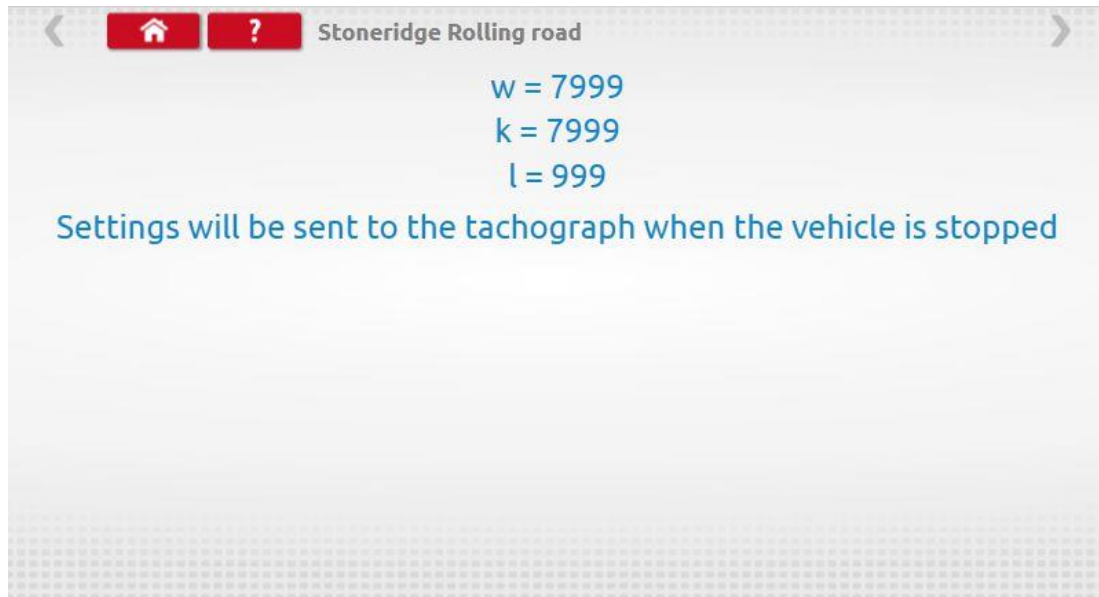 ? Stoneridge Rolling road
w = 7999
k = 7999
l = 999
Settings will be sent to the tachograph when the vehicle is stopped